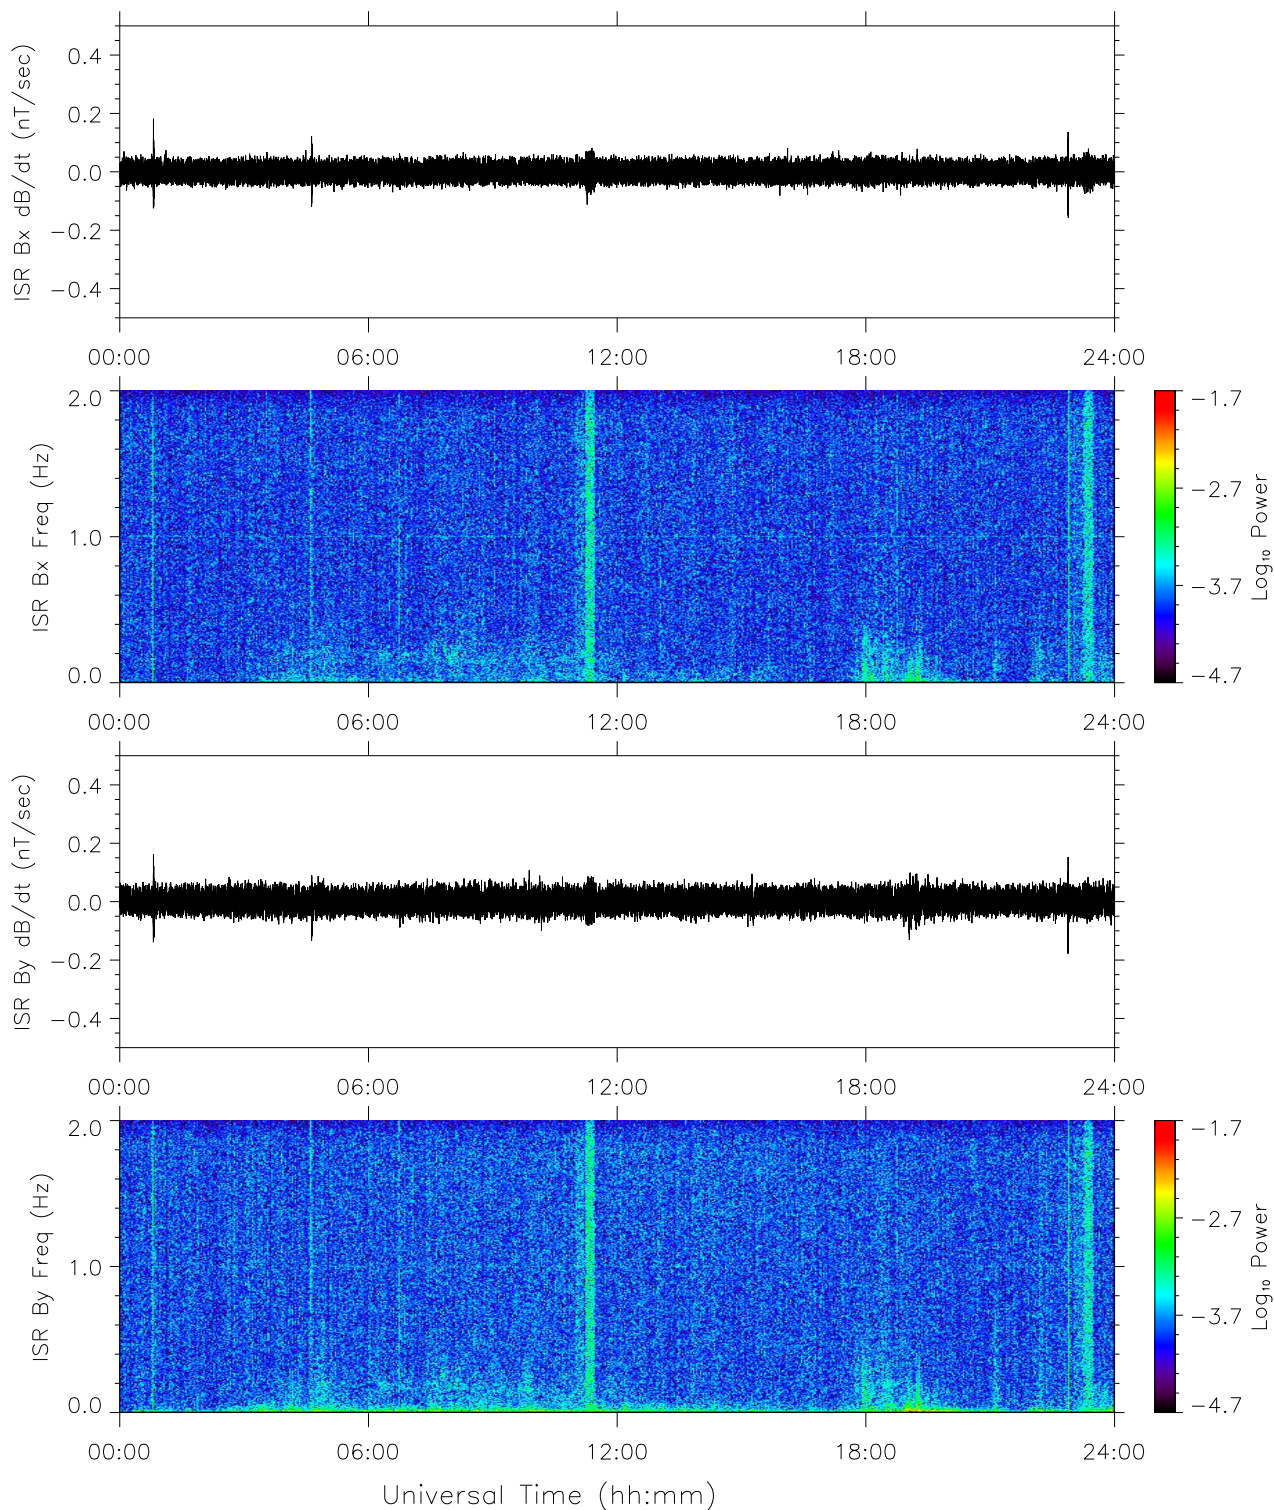 ISR Bx dB/dt (nT/sec)
0.4
0.2
0.0
−0.2
−0.4
00:00 06:00 12:00 18:00 24:00
ISR Bx Freq (Hz)
2.0
1.0
0.0
−1.7
−2.7
−3.7
−4.7
Log₁₀ Power
00:00 06:00 12:00 18:00 24:00
ISR By dB/dt (nT/sec)
0.4
0.2
0.0
−0.2
−0.4
00:00 06:00 12:00 18:00 24:00
ISR By Freq (Hz)
2.0
1.0
0.0
−1.7
−2.7
−3.7
−4.7
Log₁₀ Power
00:00 06:00 12:00 18:00 24:00
Universal Time (hh:mm)